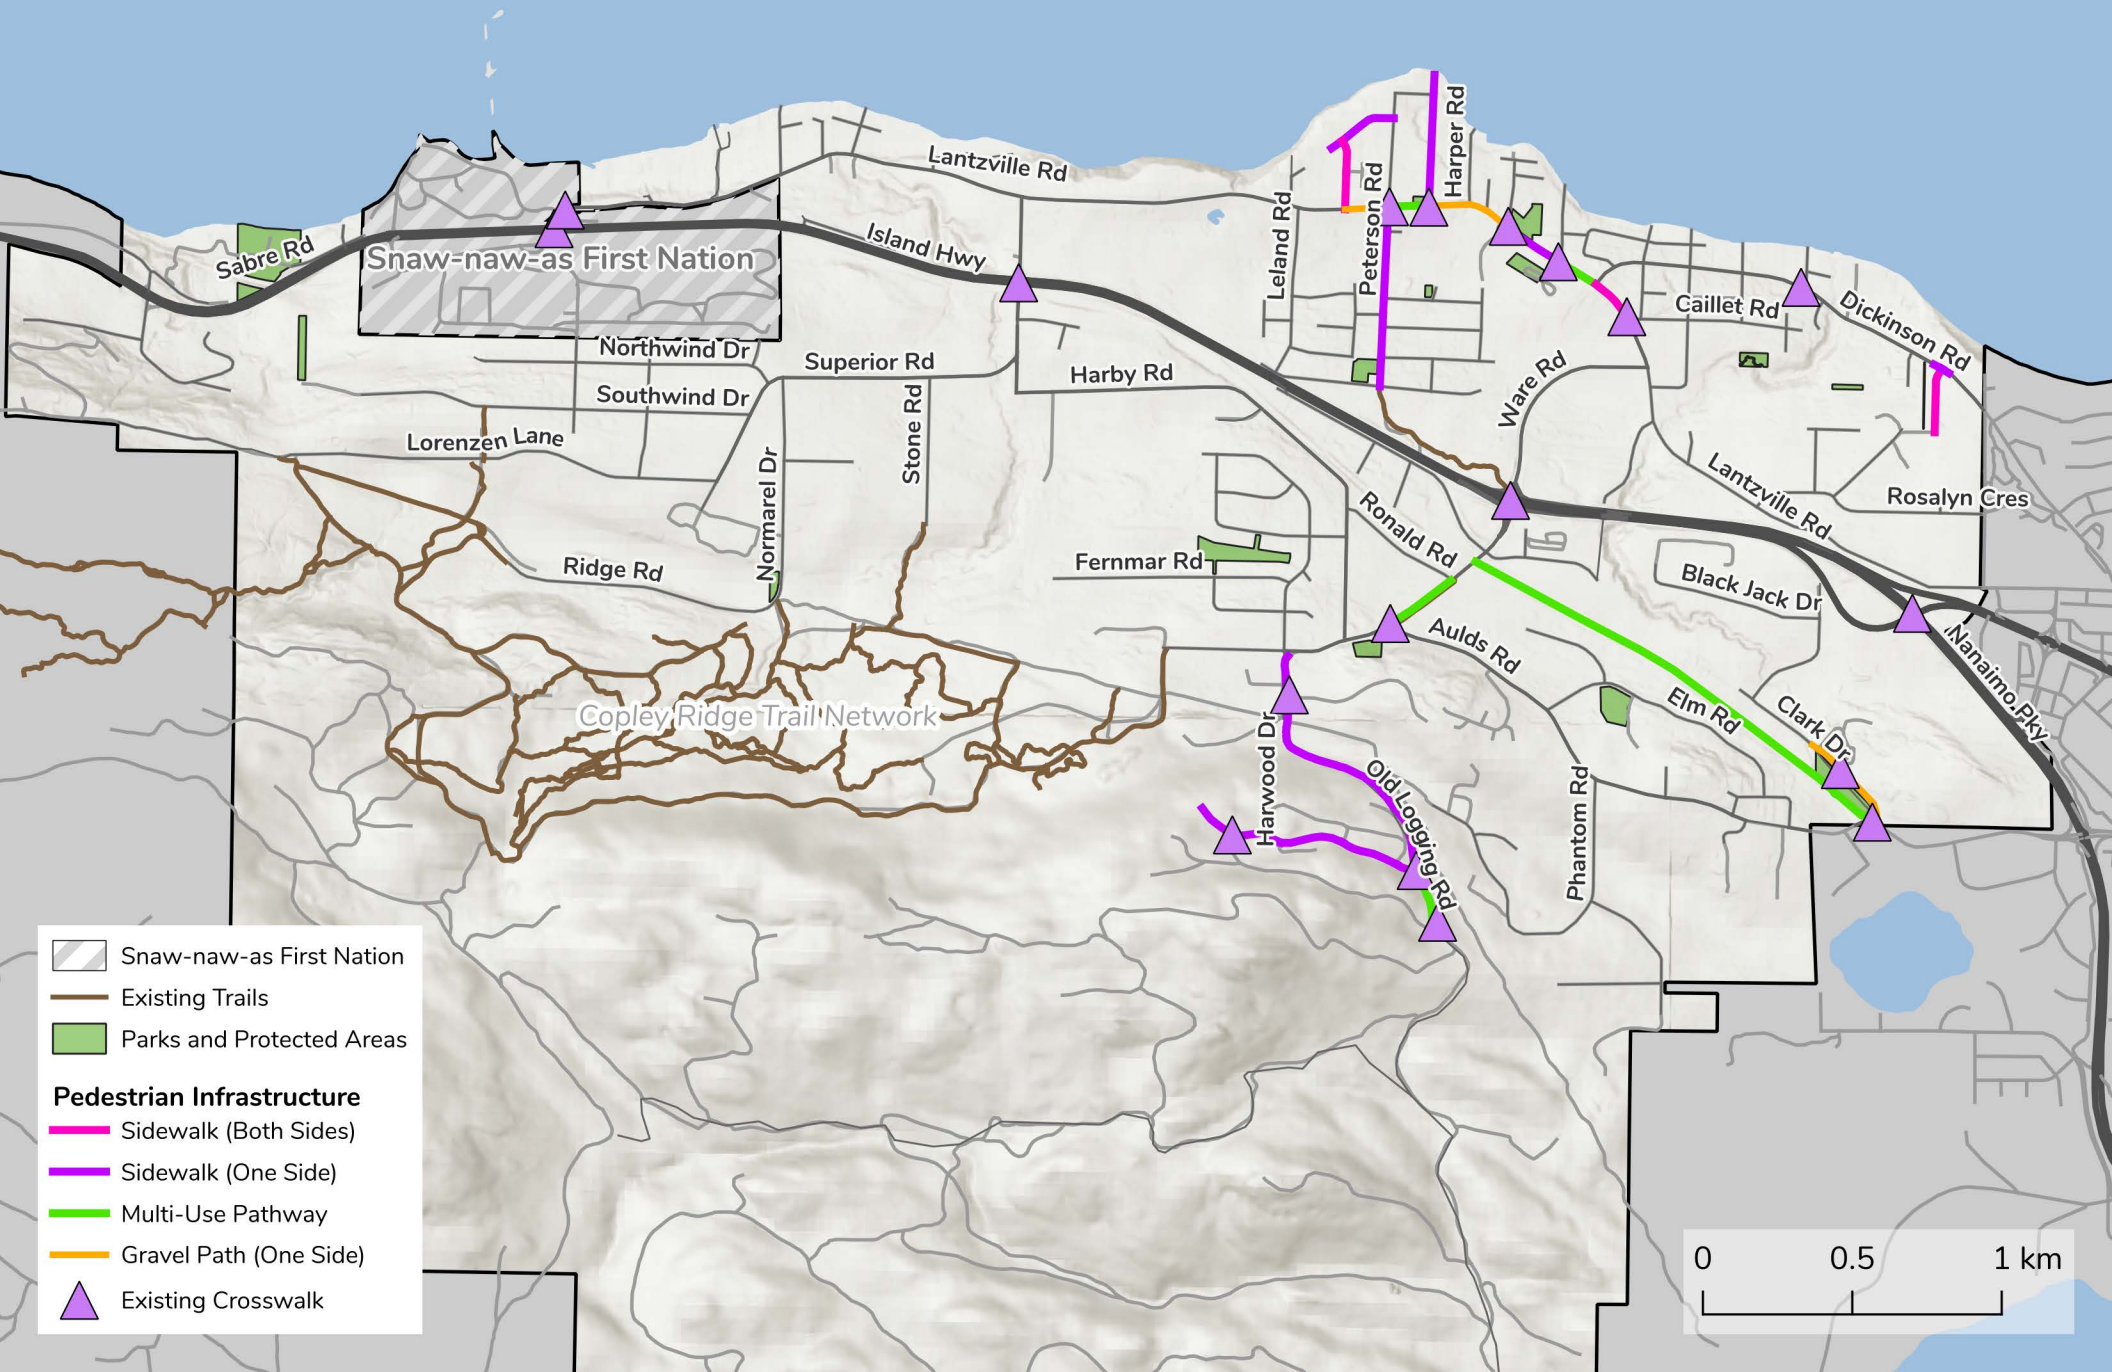 Harper Rd
Lantzville Rd
Peterson Rd
Leland Rd
Sabre Rd
Island Hwy
Snaw-naw-as First Nation
Caillet Rd
Dickinson Rd
Northwind Dr
Superior Rd
Harby Rd
Ware Rd
Southwind Dr
Stone Rd
Lorenzen Lane
Normarel Dr
Lantzville Rd
Rosalyn Cres
Ronald Rd
Ridge Rd
Fernmar Rd
Black Jack Dr
Aulds Rd
Nanaimo Pky
Copley Ridge Trail Network
Elm Rd
Clark Dr
Harwood Dr
Old Logging Rd
Phantom Rd
Snaw-naw-as First Nation
Existing Trails
Parks and Protected Areas
Pedestrian Infrastructure
Sidewalk (Both Sides)
Sidewalk (One Side)
Multi-Use Pathway
Gravel Path (One Side)
Existing Crosswalk
0 0.5 1 km